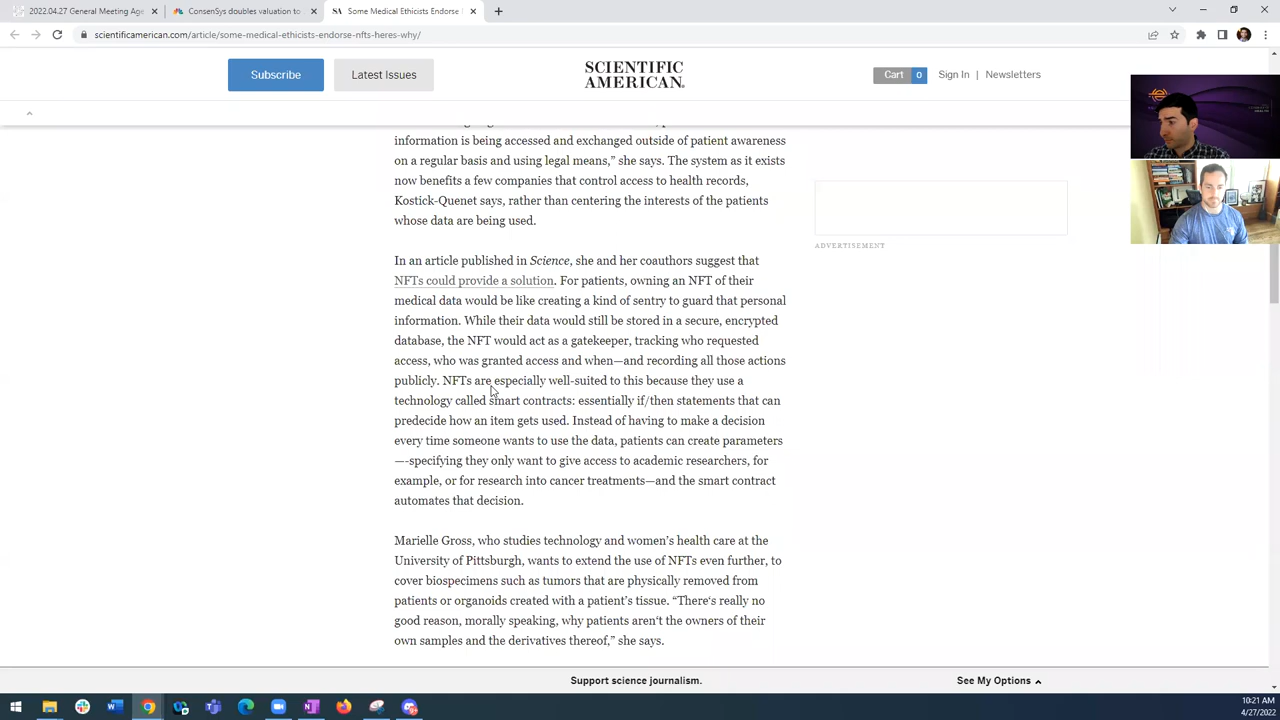 2022.04.27 General Meeting Age
ConsenSys doubles valuation to
Some Medical Ethicists Endorse
scientificamerican.com/article/some-medical-ethicists-endorse-nfts-heres-why/
Subscribe
Latest Issues
SCIENTIFIC
AMERICAN
Cart 0
Sign In | Newsletters
information is being accessed and exchanged outside of patient awareness
on a regular basis and using legal means,” she says. The system as it exists
now benefits a few companies that control access to health records,
Kostick-Quenet says, rather than centering the interests of the patients
whose data are being used.
ADVERTISEMENT
In an article published in Science, she and her coauthors suggest that
NFTs could provide a solution. For patients, owning an NFT of their
medical data would be like creating a kind of sentry to guard that personal
information. While their data would still be stored in a secure, encrypted
database, the NFT would act as a gatekeeper, tracking who requested
access, who was granted access and when—and recording all those actions
publicly. NFTs are especially well-suited to this because they use a
technology called smart contracts: essentially if/then statements that can
predecide how an item gets used. Instead of having to make a decision
every time someone wants to use the data, patients can create parameters
—-specifying they only want to give access to academic researchers, for
example, or for research into cancer treatments—and the smart contract
automates that decision.
Marielle Gross, who studies technology and women’s health care at the
University of Pittsburgh, wants to extend the use of NFTs even further, to
cover biospecimens such as tumors that are physically removed from
patients or organoids created with a patient’s tissue. “There‘s really no
good reason, morally speaking, why patients aren‘t the owners of their
own samples and the derivatives thereof,” she says.
Support science journalism.
See My Options
10:21 AM
4/27/2022